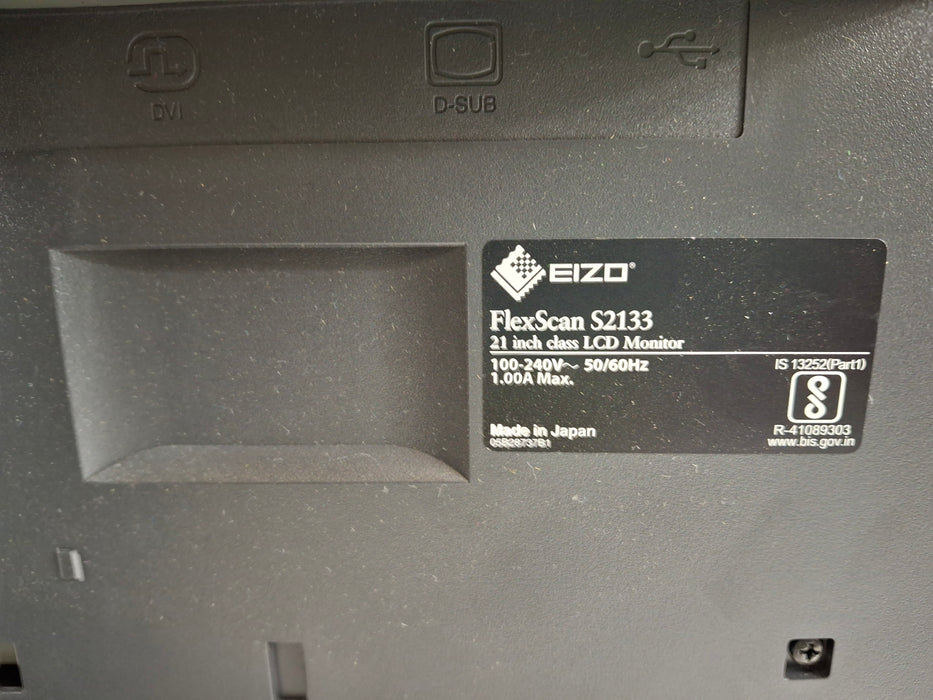 DVI
D-SUB
EIZO®
FlexScan S2133
21 inch class LCD Monitor
100-240V～ 50/60Hz
1.00A Max.
IS 13252(Part1)
R-41089303
www.bis.gov.in
Made in Japan
05B28737B1